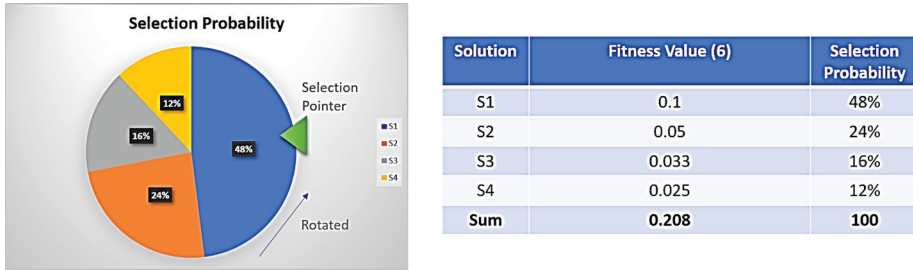 Selection Probability
Selection
Pointer
12%
16%
48%
24%
S1
S2
S3
S4
Rotated
Solution Fitness Value (6) Selection
Probability
S1 0.1 48%
S2 0.05 24%
S3 0.033 16%
S4 0.025 12%
Sum 0.208 100